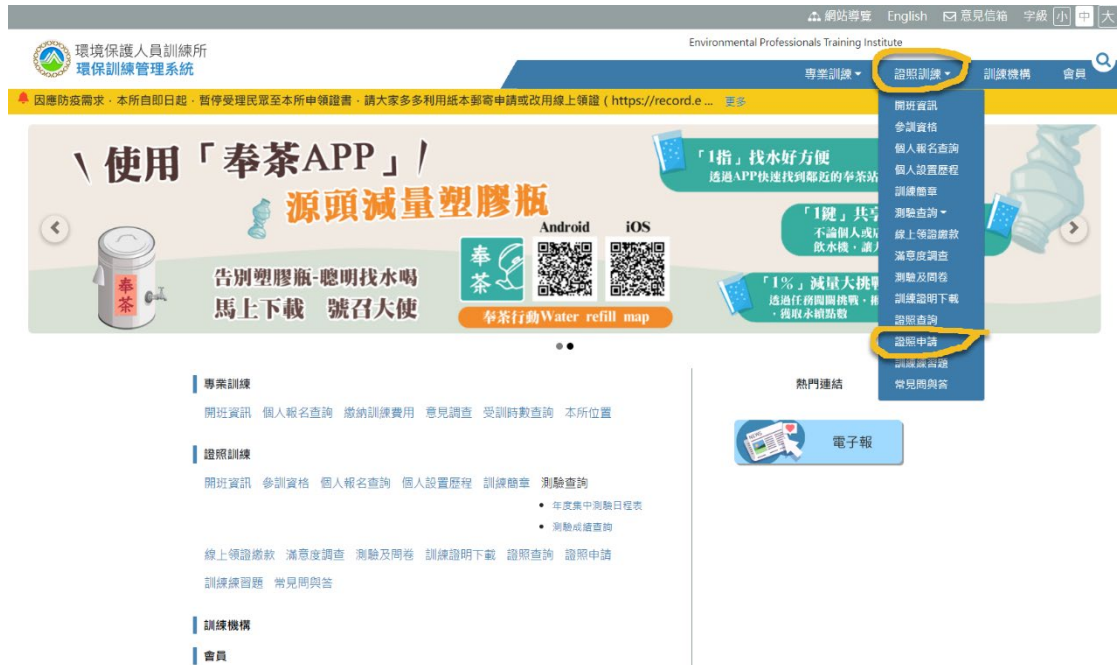 網站導覽 English 意見信箱 字級 小 中 大
環境保護人員訓練所
環保訓練管理系統
Environmental Professionals Training Institute
專業訓練 證照訓練 訓練機構 會員
因應防疫需求，本所自即日起，暫停受理民眾至本所申領證書，請大家多多利用紙本郵寄申請或改用線上領證 ( https://record.e ... 更多
開班資訊
參訓資格
個人報名查詢
個人設置歷程
訓練簡章
測驗查詢
線上領證繳款
滿意度調查
測驗及問卷
訓練證明下載
證照查詢
證照申請
訓練練習題
常見問與答
\ 使用「奉茶APP」/
源頭減量塑膠瓶
Android iOS
奉茶
奉茶
告別塑膠瓶-聰明找水喝
馬上下載 號召大使
奉茶行動Water refill map
「1指」找水好方便
透過APP快速找到鄰近的奉茶站
「1鍵」共享
不論個人或店
飲水機，讓
「1%」減量大挑戰
透過任務闖關挑戰，
，獲取永續點數
專業訓練
開班資訊 個人報名查詢 繳納訓練費用 意見調查 受訓時數查詢 本所位置
證照訓練
開班資訊 參訓資格 個人報名查詢 個人設置歷程 訓練簡章 測驗查詢
年度集中測驗日程表
測驗成績查詢
線上領證繳款 滿意度調查 測驗及問卷 訓練證明下載 證照查詢 證照申請
訓練練習題 常見問與答
訓練機構
會員
熱門連結
NEWS
電子報